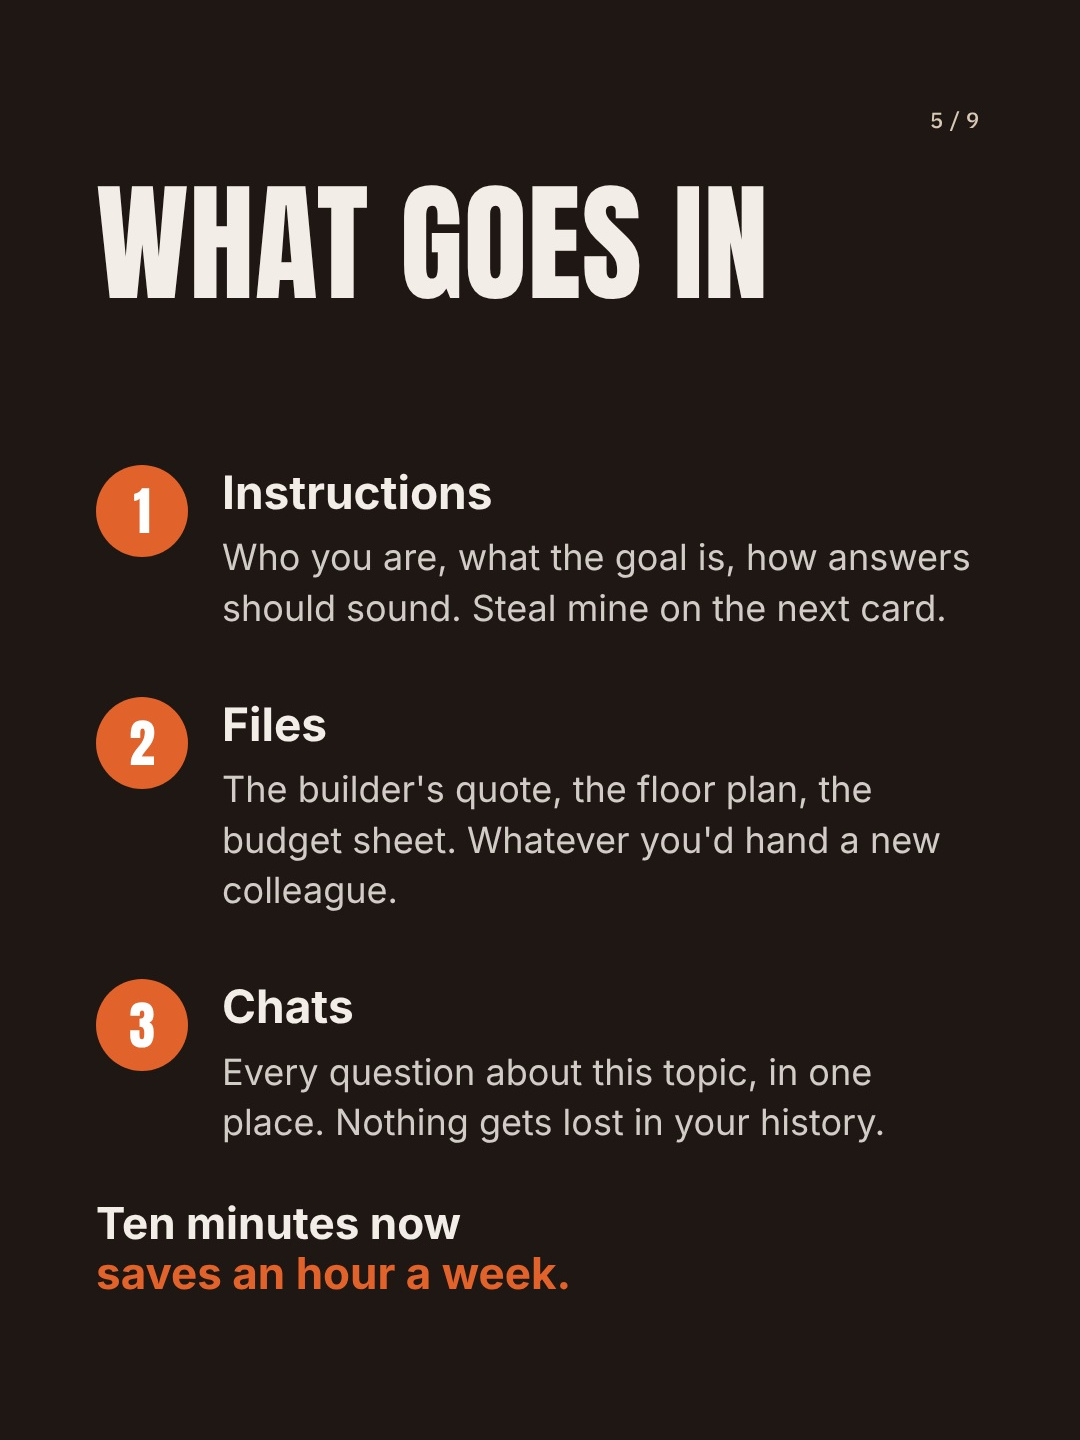 5 / 9
WHAT GOES IN
1
Instructions
Who you are, what the goal is, how answers
should sound. Steal mine on the next card.
2
Files
The builder's quote, the floor plan, the
budget sheet. Whatever you'd hand a new
colleague.
3
Chats
Every question about this topic, in one
place. Nothing gets lost in your history.
Ten minutes now
saves an hour a week.